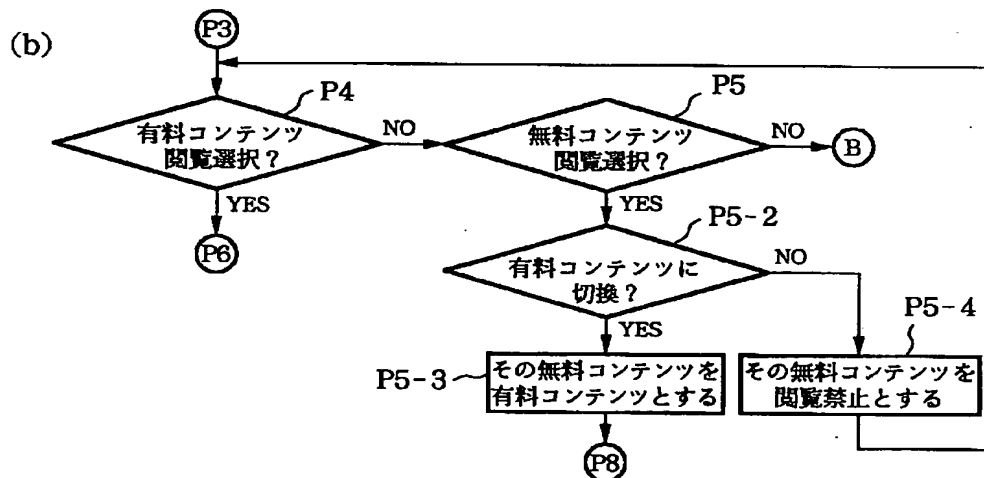 (b)
P3
P4
有料コンテンツ
閲覧選択？
NO
YES
P6
P5
無料コンテンツ
閲覧選択？
NO
B
YES
P5-2
有料コンテンツに
切換？
NO
YES
P5-3
その無料コンテンツを
有料コンテンツとする
P8
P5-4
その無料コンテンツを
閲覧禁止とする